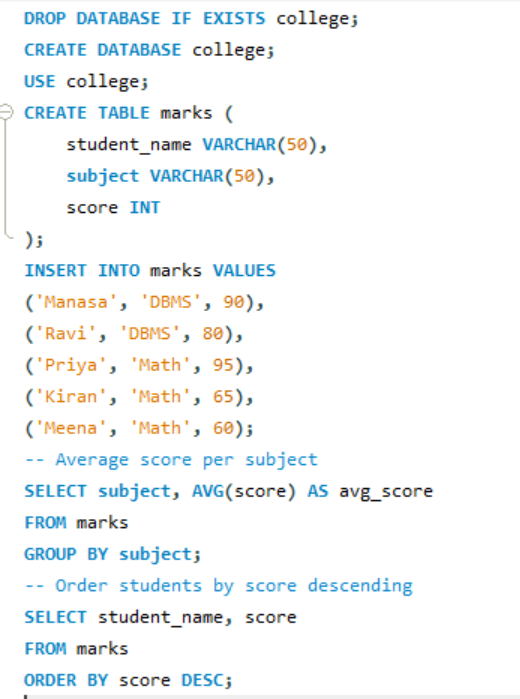 DROP DATABASE IF EXISTS college;
CREATE DATABASE college;
USE college;
CREATE TABLE marks (
    student_name VARCHAR(50),
    subject VARCHAR(50),
    score INT
);
INSERT INTO marks VALUES
('Manasa', 'DBMS', 90),
('Ravi', 'DBMS', 80),
('Priya', 'Math', 95),
('Kiran', 'Math', 65),
('Meena', 'Math', 60);
-- Average score per subject
SELECT subject, AVG(score) AS avg_score
FROM marks
GROUP BY subject;
-- Order students by score descending
SELECT student_name, score
FROM marks
ORDER BY score DESC;